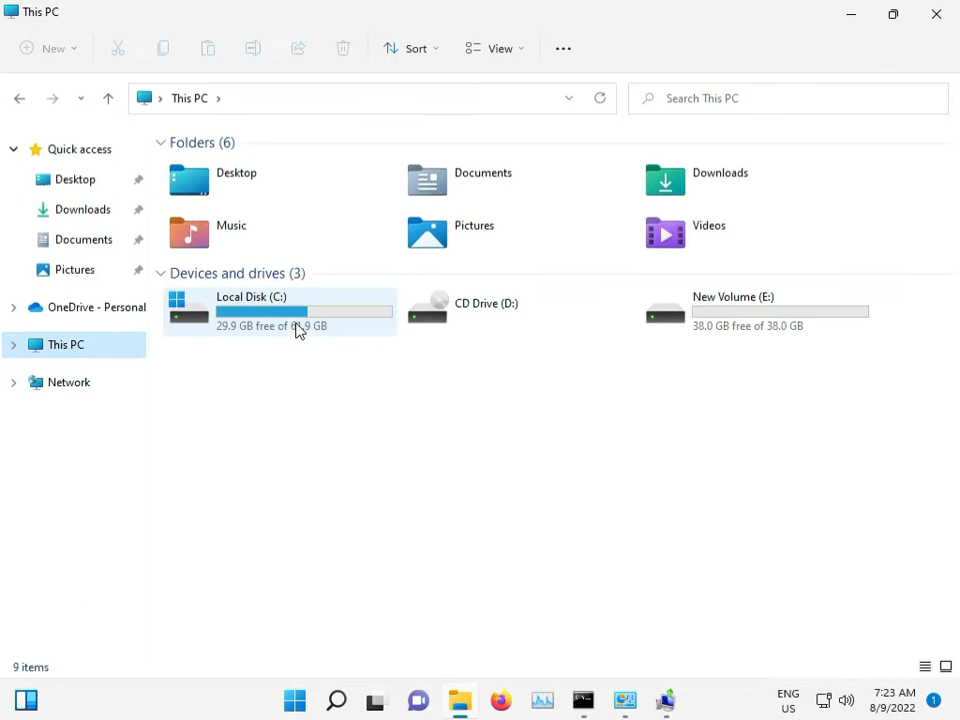 This PC
New
Sort
View
This PC
Search This PC
Quick access
Desktop
Downloads
Documents
Pictures
OneDrive - Personal
This PC
Network
Folders (6)
Desktop
Documents
Downloads
Music
Pictures
Videos
Devices and drives (3)
Local Disk (C:)
29.9 GB free of 61.9 GB
CD Drive (D:)
New Volume (E:)
38.0 GB free of 38.0 GB
9 items
ENG
US
7:23 AM
8/9/2022
1